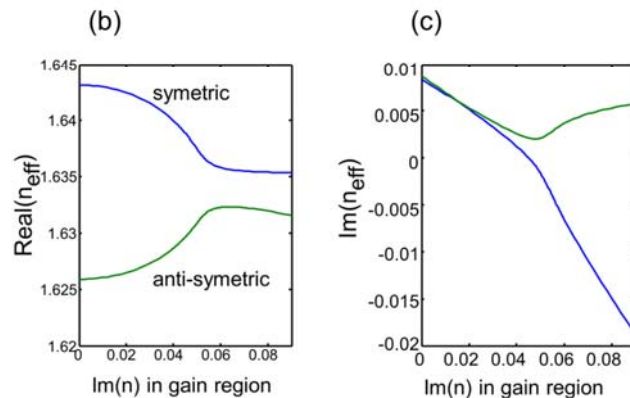 (b)
(c)
1.645
1.64
1.635
1.63
1.625
1.62
Real(n_eff)
symetric
anti-symetric
0 0.02 0.04 0.06 0.08
Im(n) in gain region
0.01
0.005
0
-0.005
-0.01
-0.015
-0.02
Im(n_eff)
0 0.02 0.04 0.06 0.08
Im(n) in gain region